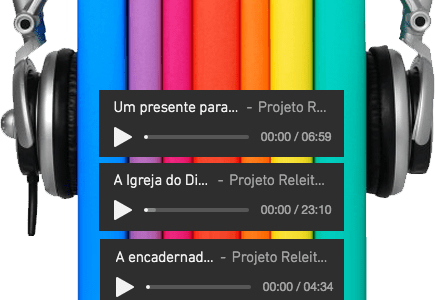 Um presente para... - Projeto R...
00:00 / 06:59
A Igreja do Di... - Projeto Releit...
00:00 / 23:10
A encadernad... - Projeto Releit...
00:00 / 04:34